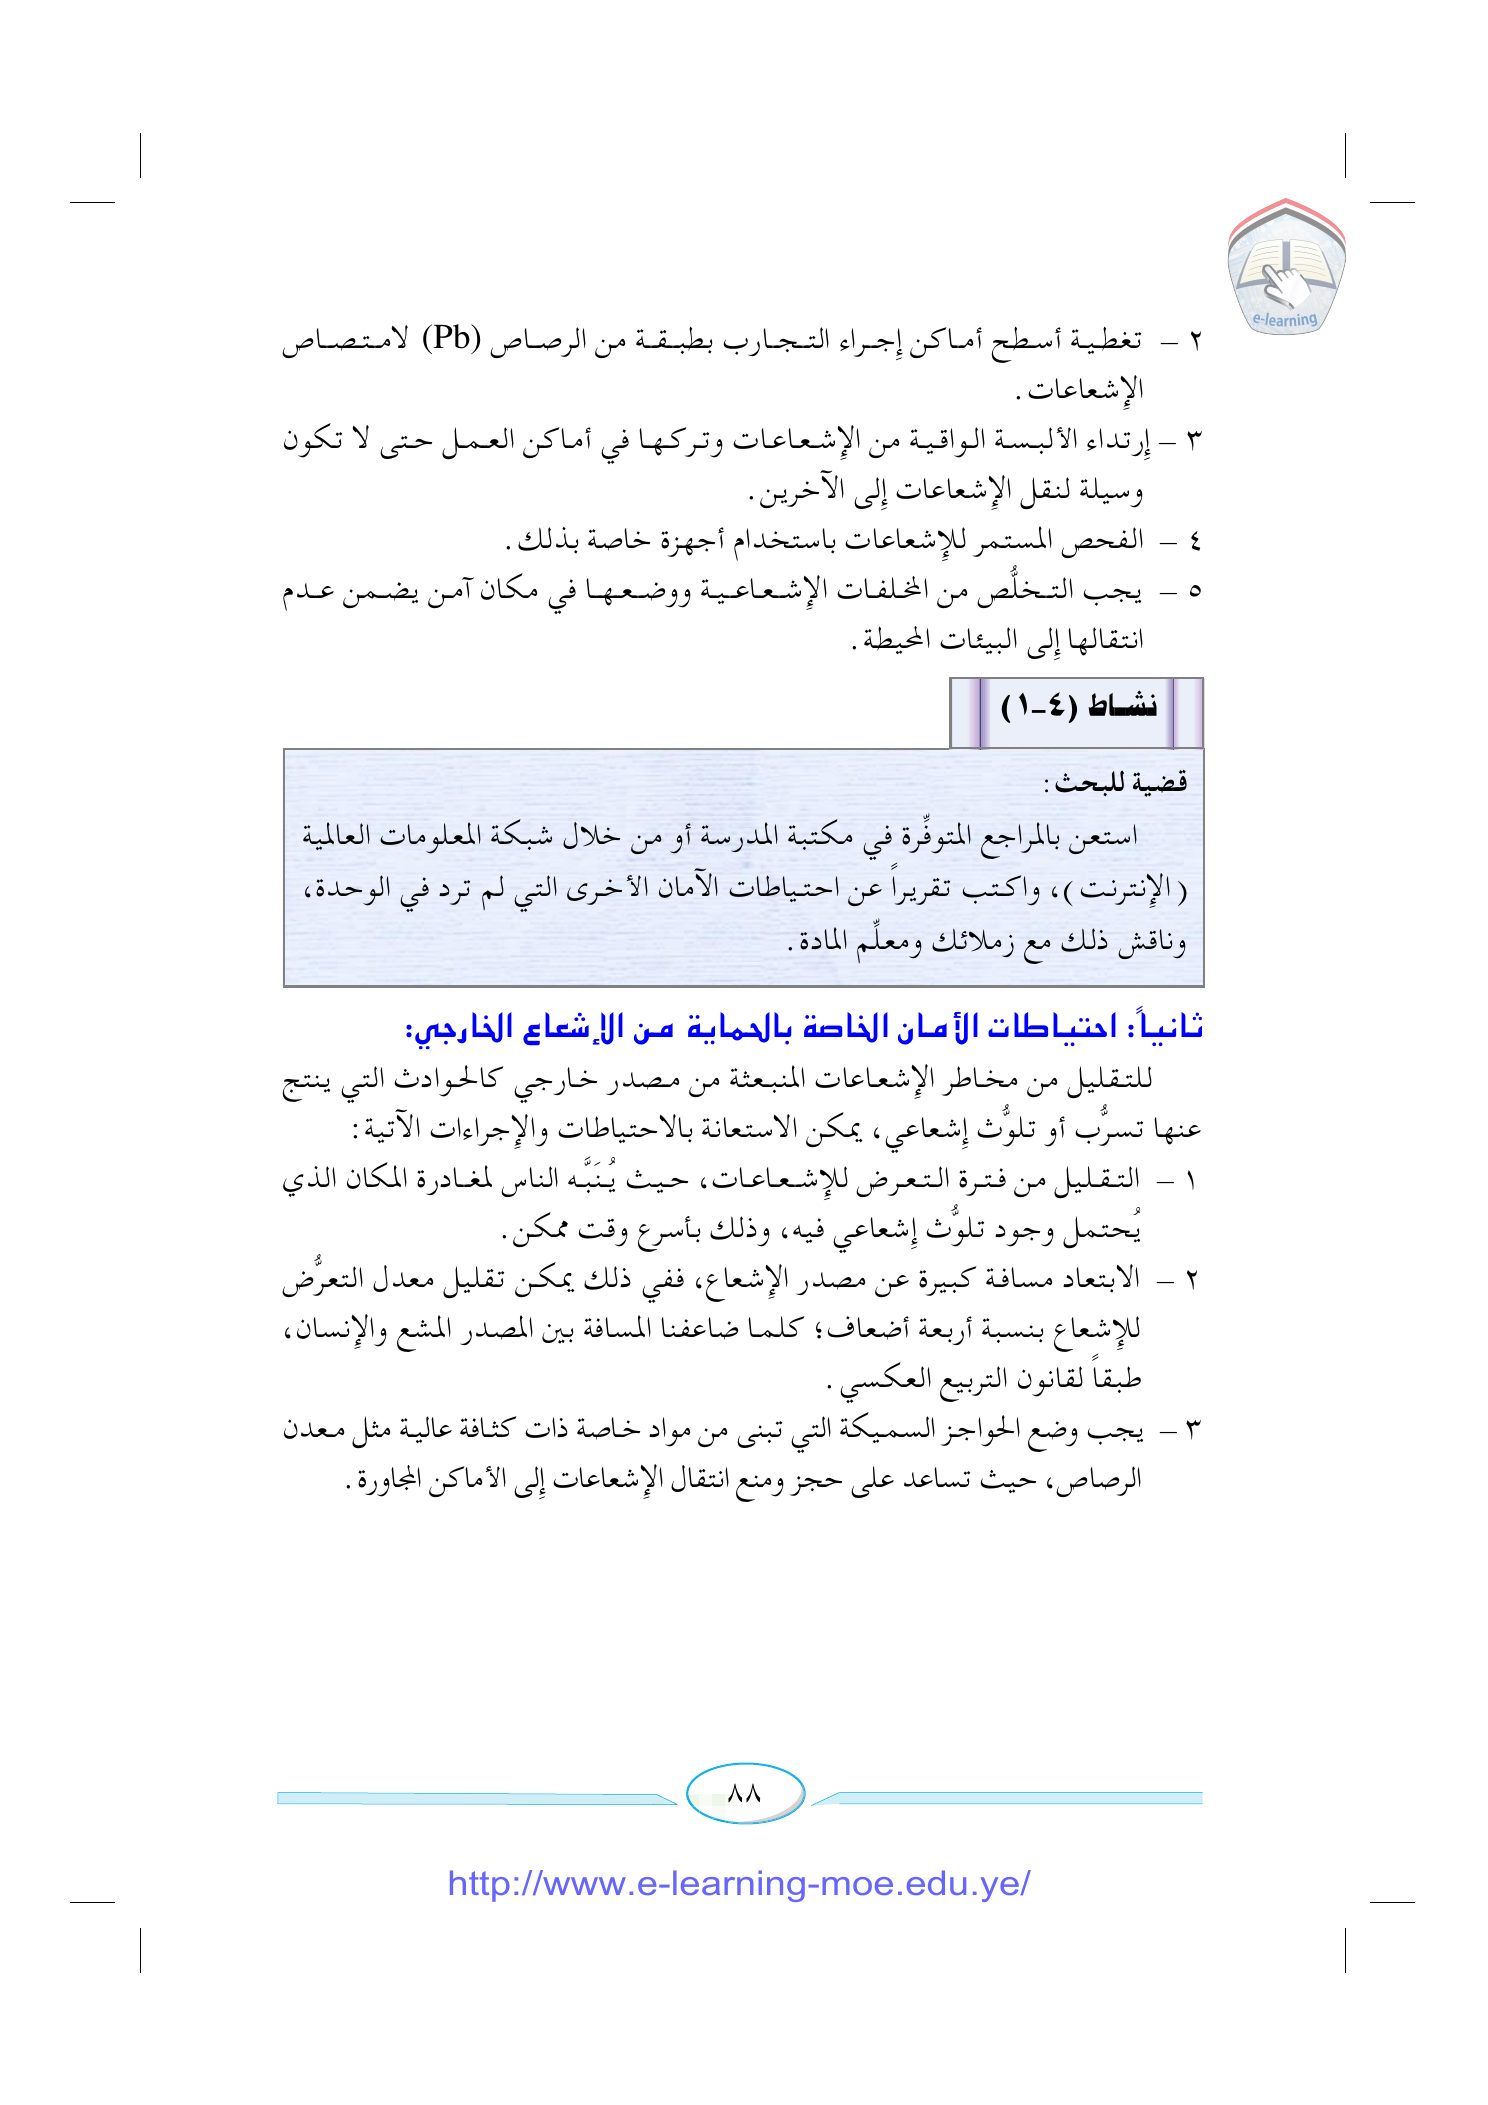 e-learning
٢ – تغطية أسطح أماكن إجراء التجارب بطبقة من الرصاص (Pb) لامتصاص
الإشعاعات .
٣ – إرتداء الألبسة الواقية من الإشعاعات وتركها في أماكن العمل حتى لا تكون
وسيلة لنقل الإشعاعات إلى الآخرين .
٤ – الفحص المستمر للإشعاعات باستخدام أجهزة خاصة بذلك .
٥ – يجب التخلُّص من المخلفات الإشعاعية ووضعها في مكان آمن يضمن عدم
انتقالها إلى البيئات المحيطة .
نشاط (٤-١)
قضية للبحث :
استعن بالمراجع المتوفِّرة في مكتبة المدرسة أو من خلال شبكة المعلومات العالمية
( الإنترنت )، واكتب تقريراً عن احتياطات الأمان الأخرى التي لم ترد في الوحدة،
وناقش ذلك مع زملائك ومعلِّم المادة .
ثانياً: احتياطات الأمان الخاصة بالحماية من الإشعاع الخارجي:
للتقليل من مخاطر الإشعاعات المنبعثة من مصدر خارجي كالحوادث التي ينتج
عنها تسرُّب أو تلوُّث إشعاعي، يمكن الاستعانة بالاحتياطات والإجراءات الآتية :
١ – التقليل من فترة التعرض للإشعاعات، حيث يُنَبَّه الناس لمغادرة المكان الذي
يُحتمل وجود تلوُّث إشعاعي فيه، وذلك بأسرع وقت ممكن .
٢ – الابتعاد مسافة كبيرة عن مصدر الإشعاع، ففي ذلك يمكن تقليل معدل التعرُّض
للإشعاع بنسبة أربعة أضعاف؛ كلما ضاعفنا المسافة بين المصدر المشع والإنسان،
طبقاً لقانون التربيع العكسي .
٣ – يجب وضع الحواجز السميكة التي تبنى من مواد خاصة ذات كثافة عالية مثل معدن
الرصاص، حيث تساعد على حجز ومنع انتقال الإشعاعات إلى الأماكن المجاورة .
٨٨
http://www.e-learning-moe.edu.ye/